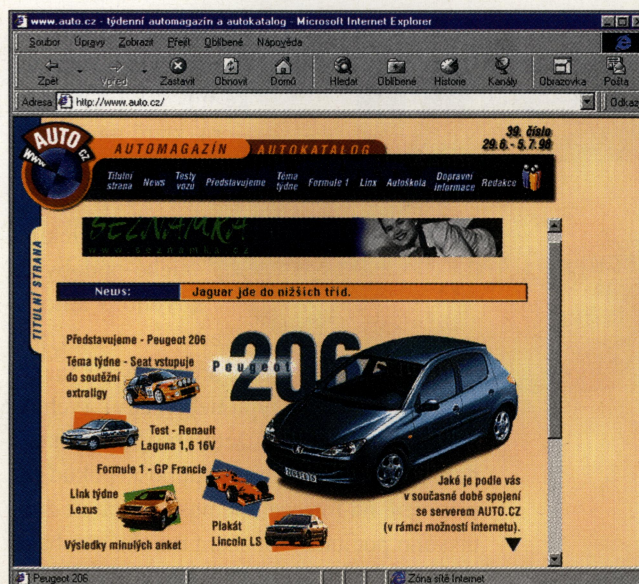 www.auto.cz - týdenní automagazín a autokatalog - Microsoft Internet Explorer
Soubor Úpravy Zobrazit Přejít Oblíbené Nápověda
Zpět Vpřed Zastavit Obnovit Domů Hledat Oblíbené Historie Kanály Obrazovka Pošta
Adresa http://www.auto.cz/ Odkaz
AUTO
www. CZ
AUTOMAGAZÍN AUTOKATALOG
39. číslo
29.6. - 5.7.98
Titulní strana News Testy vozu Představujeme Téma týdne Formule 1 Linx Autoškola Dopravní informace Redakce
TITULNÍ STRANA
SEZNAMKA
www.seznamka.cz
News: Jaguar jde do nižších tříd.
Představujeme - Peugeot 206
206
Peugeot
Téma týdne - Seat vstupuje
do soutěžní
extraligy
Test - Renault
Laguna 1,6 16V
Formule 1 - GP Francie
Link týdne
Lexus
Plakát
Lincoln LS
Výsledky minulých anket
Jaké je podle vás
v současné době spojení
se serverem AUTO.CZ
(v rámci možností internetu).
Peugeot 206 Zóna sítě Internet